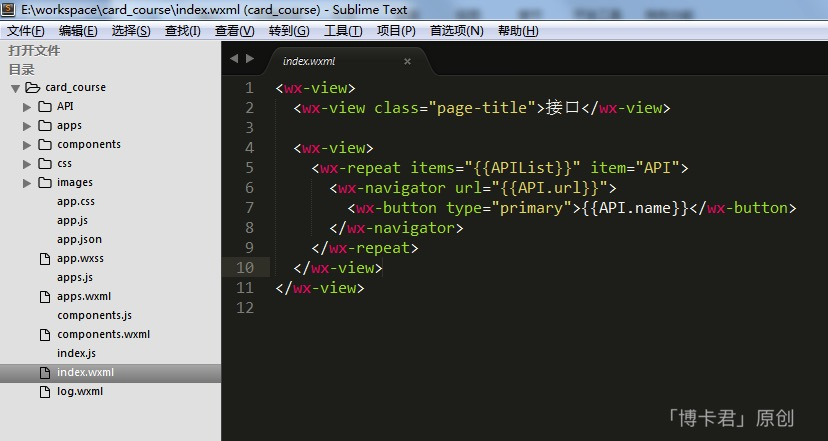 E:\workspace\card_course\index.wxml (card_course) - Sublime Text
文件(F) 编辑(E) 选择(S) 查找(I) 查看(V) 转到(G) 工具(T) 项目(P) 首选项(N) 帮助(H)
打开文件
目录
card_course
API
apps
components
css
images
app.css
app.js
app.json
app.wxss
apps.js
apps.wxml
components.js
components.wxml
index.js
index.wxml
log.wxml
index.wxml ×
1 <wx-view>
2 <wx-view class="page-title">接口</wx-view>
3
4 <wx-view>
5 <wx-repeat items="{{APIList}}" item="API">
6 <wx-navigator url="{{API.url}}">
7 <wx-button type="primary">{{API.name}}</wx-button>
8 </wx-navigator>
9 </wx-repeat>
10 </wx-view>
11 </wx-view>
12
「博卡君」原创